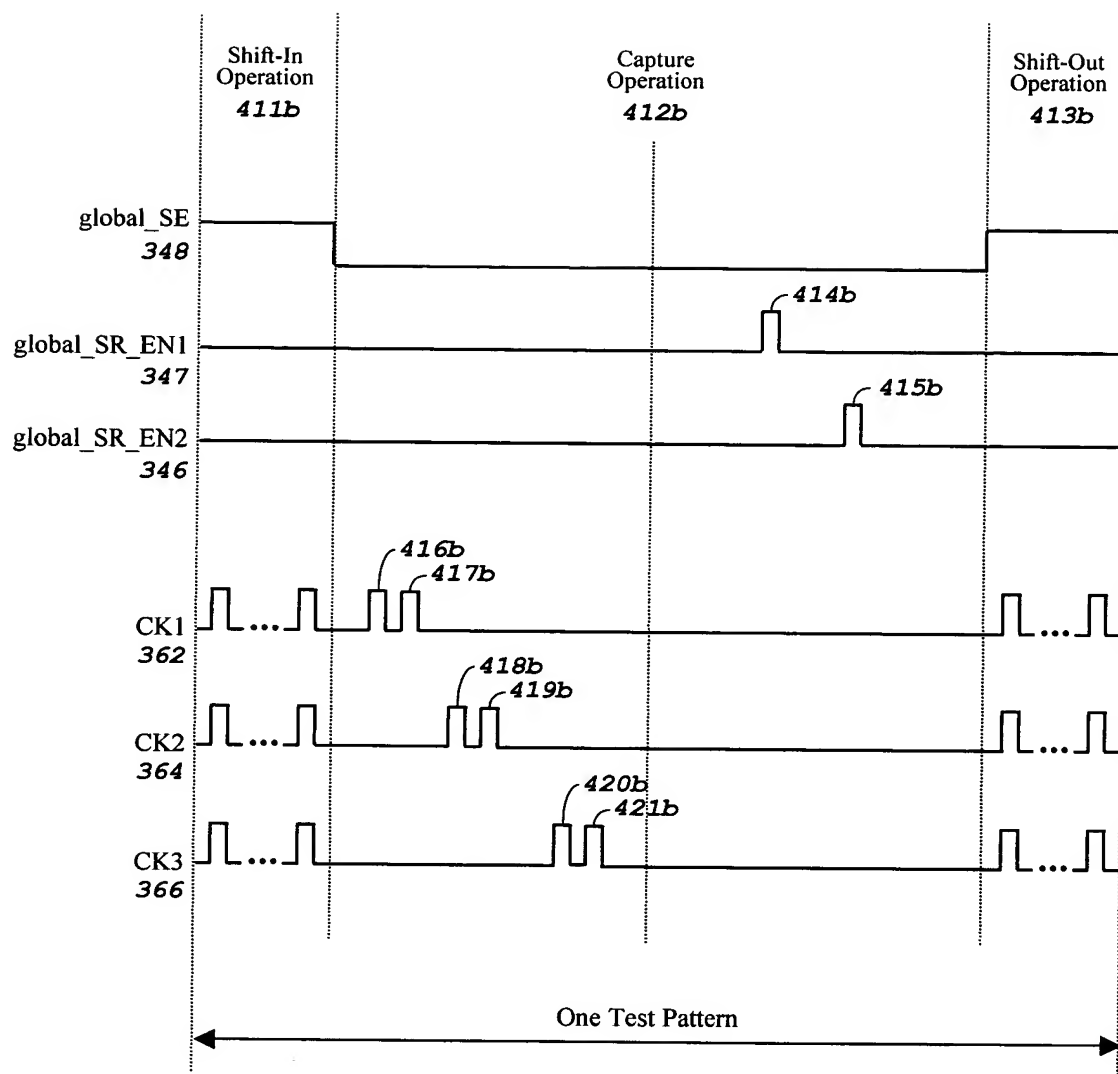 Shift-In
Operation
411b
Capture
Operation
412b
Shift-Out
Operation
413b
global_SE
348
414b
global_SR_EN1
347
415b
global_SR_EN2
346
416b
417b
CK1
362
418b
419b
CK2
364
420b
421b
CK3
366
One Test Pattern